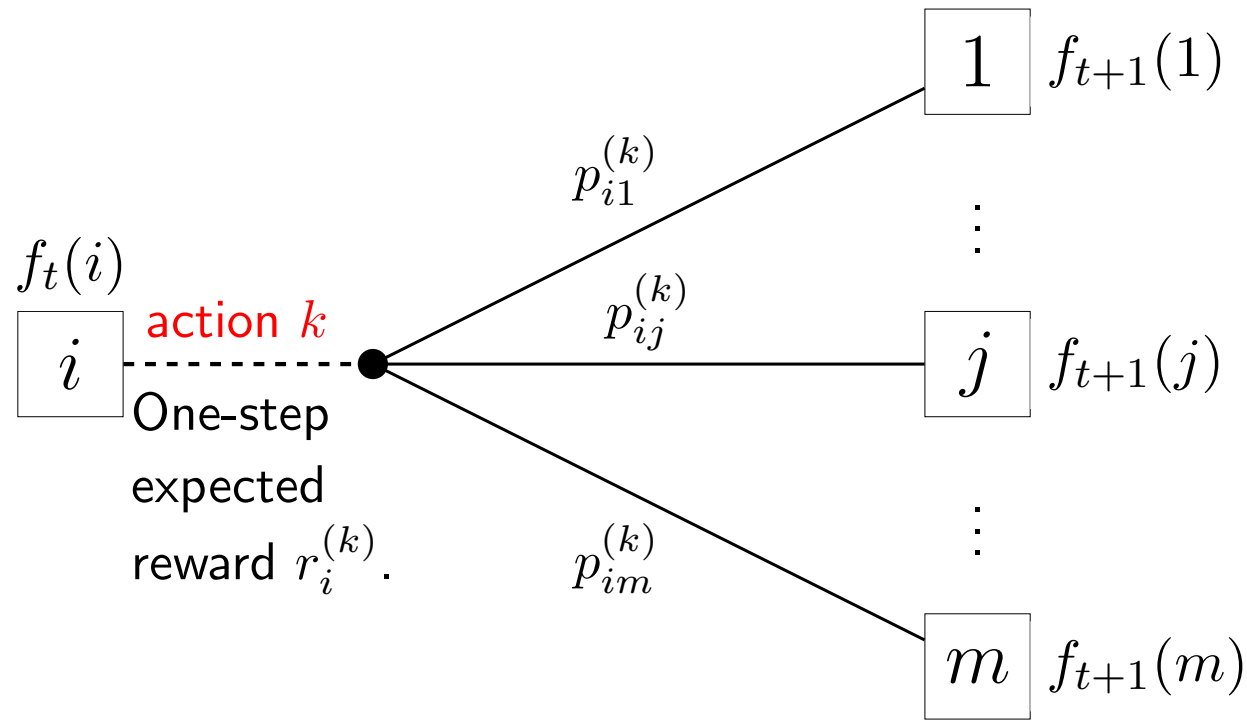 1 f_{t+1}(1)
p_{i1}^{(k)}
⋮
f_t(i)
action k
p_{ij}^{(k)}
i
j f_{t+1}(j)
One-step
expected
reward r_i^{(k)}.
p_{im}^{(k)}
⋮
m f_{t+1}(m)